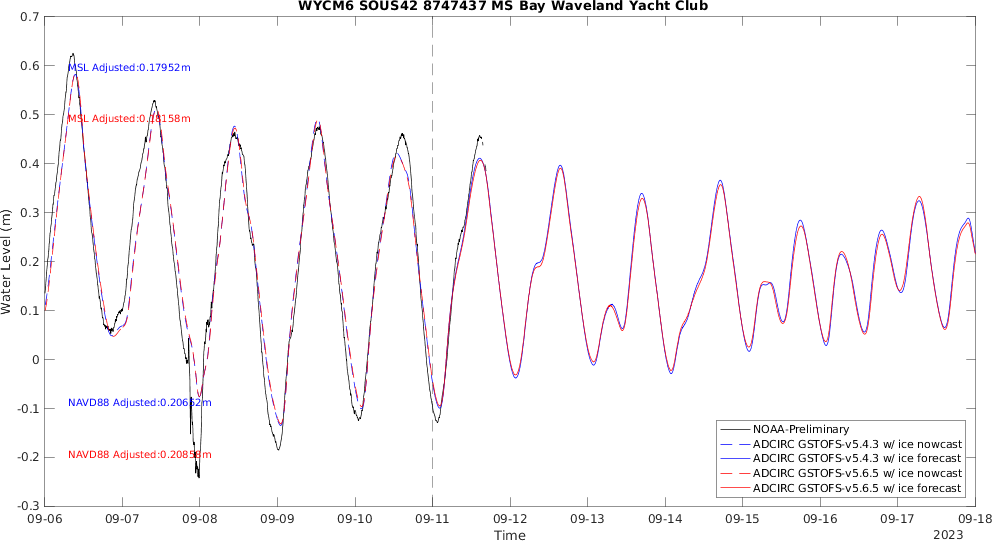 WYCM6 SOUS42 8747437 MS Bay Waveland Yacht Club
Water Level (m)
0.7
0.6
0.5
0.4
0.3
0.2
0.1
0
-0.1
-0.2
-0.3
MSL Adjusted:0.17952m
MSL Adjusted:0.18158m
NAVD88 Adjusted:0.20652m
NAVD88 Adjusted:0.20858m
NOAA-Preliminary
ADCIRC GSTOFS-v5.4.3 w/ ice nowcast
ADCIRC GSTOFS-v5.4.3 w/ ice forecast
ADCIRC GSTOFS-v5.6.5 w/ ice nowcast
ADCIRC GSTOFS-v5.6.5 w/ ice forecast
09-06 09-07 09-08 09-09 09-10 09-11 09-12 09-13 09-14 09-15 09-16 09-17 09-18
Time
2023